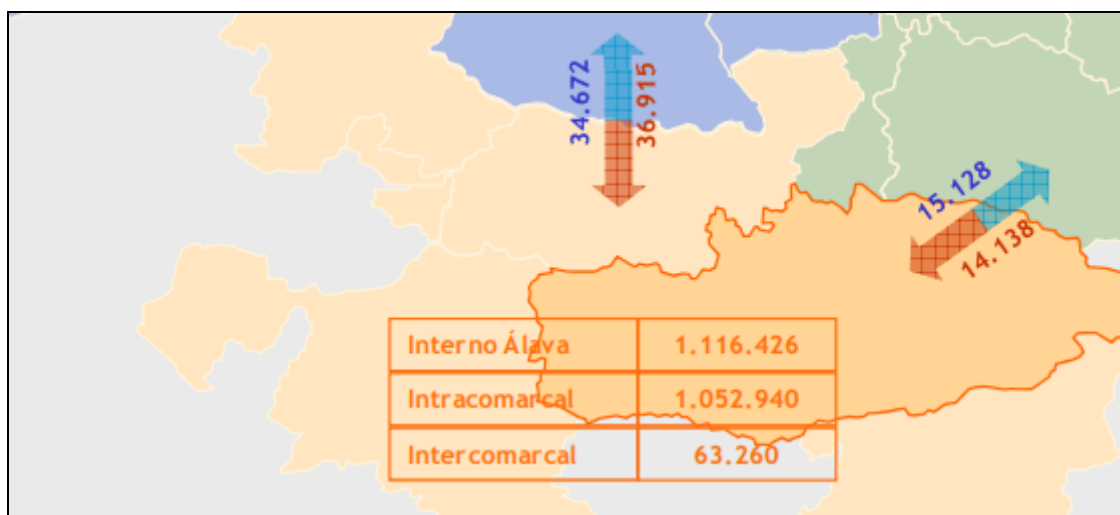 34.672
36.915
15.128
14.138
Interno Álava 1.116.426
Intracomarcal 1.052.940
Intercomarcal 63.260